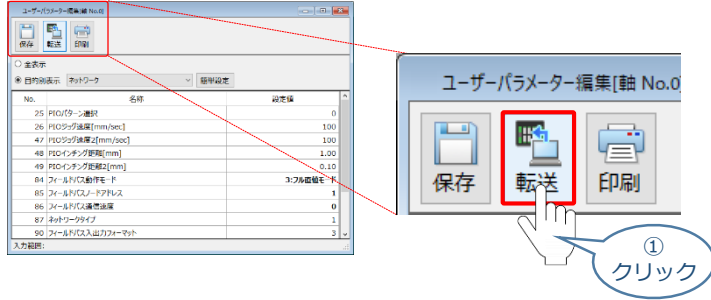 ユーザーパラメーター編集[軸 No.0]
保存 転送 印刷
全表示
目的別表示 ネットワーク 簡単設定
No. 名称 設定値
25 PIOパターン選択 0
26 PIOジョグ速度[mm/sec] 100
47 PIOジョグ速度2[mm/sec] 100
48 PIOインチング距離[mm] 1.00
49 PIOインチング距離2[mm] 0.10
84 フィールドバス動作モード 3:フル直値モード
85 フィールドバスノードアドレス 1
86 フィールドバス通信速度 0
87 ネットワークタイプ 1
90 フィールドバス入出力フォーマット 3
入力範囲:
ユーザーパラメーター編集[軸 No.0]
保存 転送 印刷
①
クリック